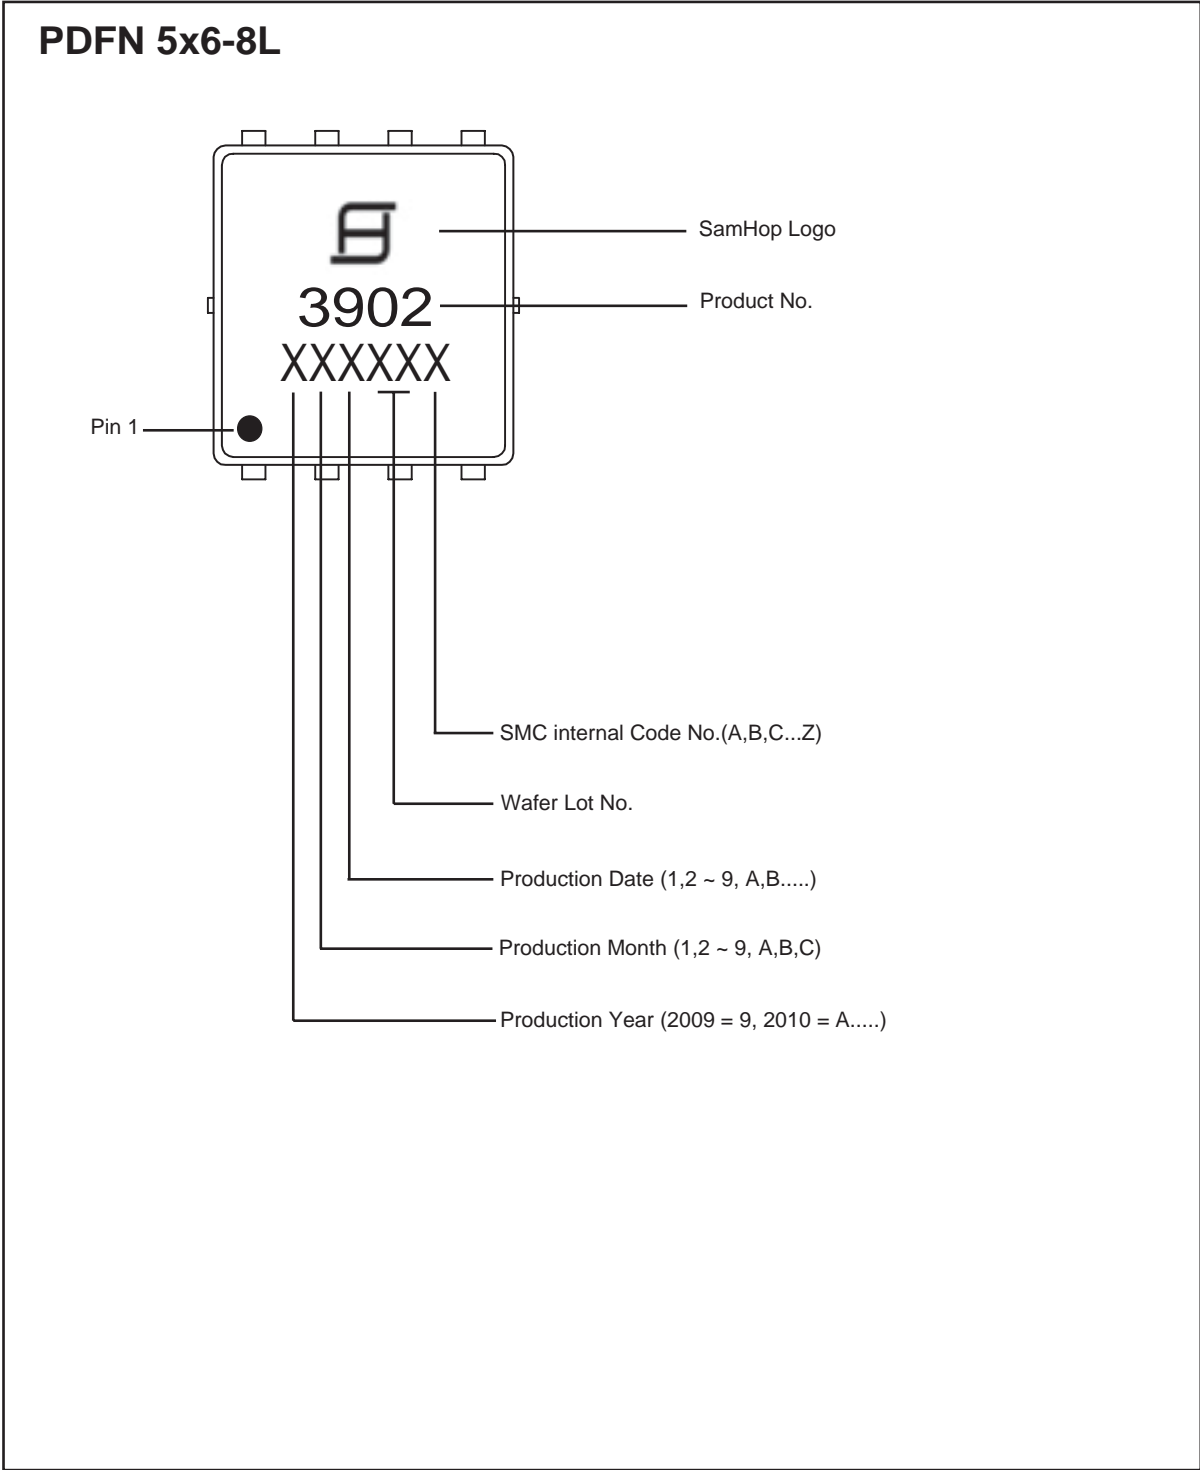 PDFN 5x6-8L
SamHop Logo
3902
Product No.
XXXXXX
Pin 1
SMC internal Code No.(A,B,C...Z)
Wafer Lot No.
Production Date (1,2 ~ 9, A,B.....)
Production Month (1,2 ~ 9, A,B,C)
Production Year (2009 = 9, 2010 = A.....)